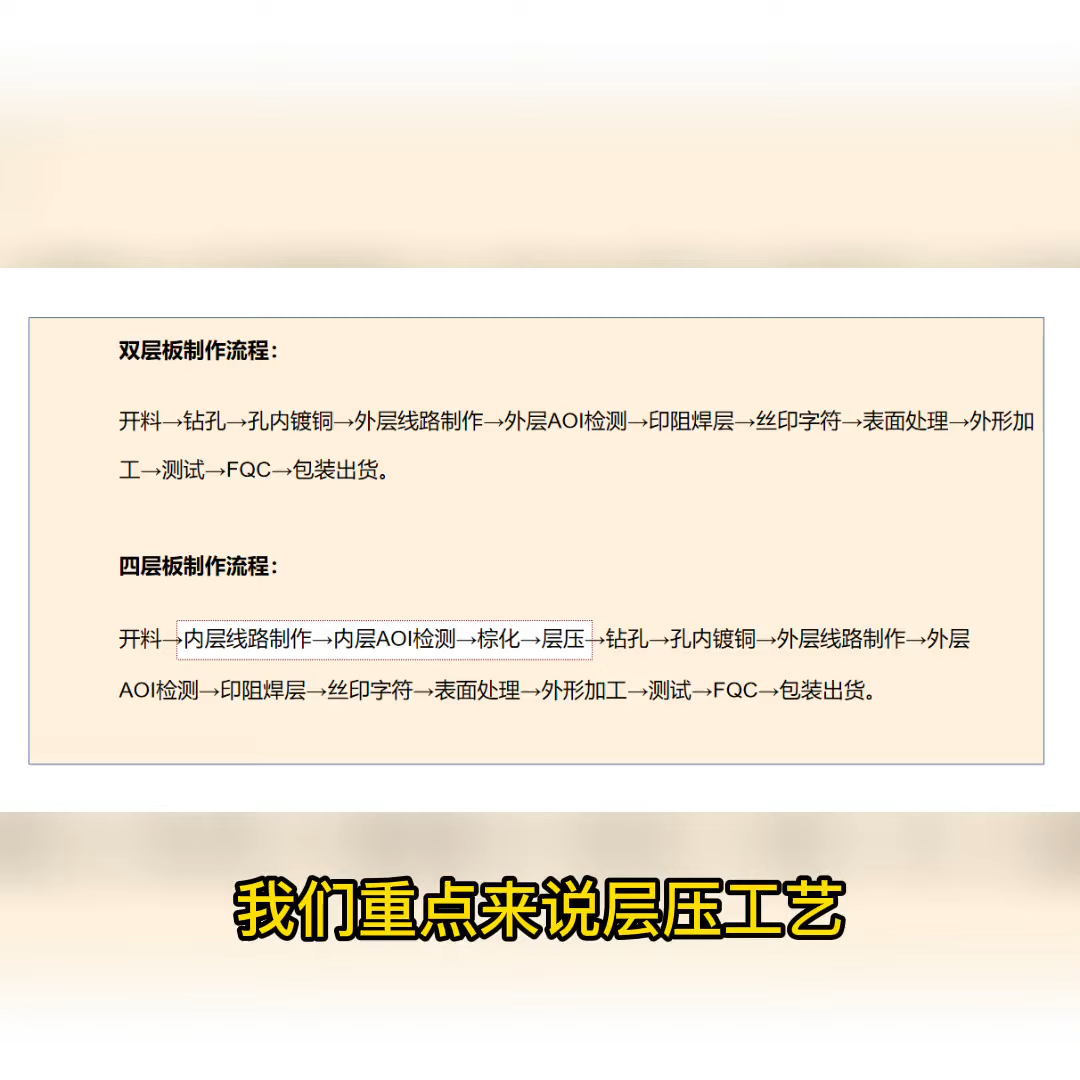 双层板制作流程：
开料→钻孔→孔内镀铜→外层线路制作→外层AOI检测→印阻焊层→丝印字符→表面处理→外形加
工→测试→FQC→包装出货。
四层板制作流程：
开料→内层线路制作→内层AOI检测→棕化→层压→钻孔→孔内镀铜→外层线路制作→外层
AOI检测→印阻焊层→丝印字符→表面处理→外形加工→测试→FQC→包装出货。
我们重点来说层压工艺